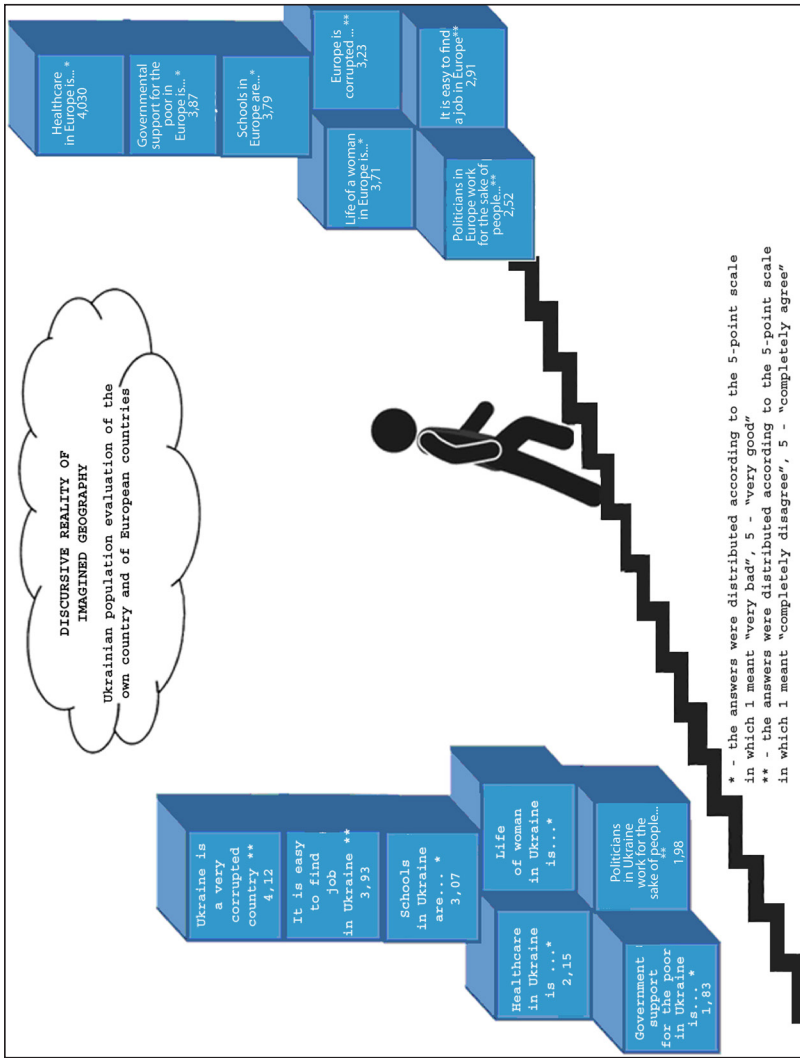 DISCURSIVE REALITY OF
IMAGINED GEOGRAPHY
Ukrainian population evaluation of the
own country and of European countries
Ukraine is
a very
corrupted
country **
4,12
It is easy
to find
job
in Ukraine **
3,93
Schools
in Ukraine
are... *
3,07
Healthcare
in Ukraine
is ...*
2,15
Life
of woman
in Ukraine
is...*
Government
support
for the poor
in Ukraine
is... *
1,83
Politicians
in Ukraine
work for the
sake of people...
**
1,98
Healthcare
in Europe is... *
4,030
Governmental
support for the
poor in
Europe is... *
3,87
Schools in
Europe are...*
3,79
Life of a woman
in Europe is...*
3,71
Europe is
corrupted ... **
3,23
Politicians in
Europe work
for the sake of
people...**
2,52
It is easy to find
a job in Europe**
2,91
* - the answers were distributed according to the 5-point scale
in which 1 meant “very bad”, 5 - “very good”
** - the answers were distributed according to the 5-point scale
in which 1 meant “completely disagree”, 5 - “completely agree”